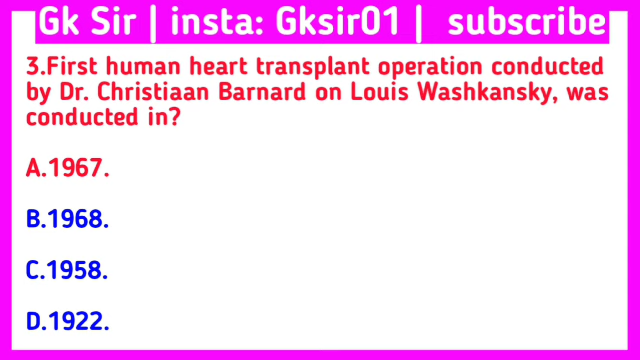 Gk Sir | insta: Gksir01 | subscribe
3.First human heart transplant operation conducted
by Dr. Christiaan Barnard on Louis Washkansky, was
conducted in?
A.1967.
B.1968.
C.1958.
D.1922.